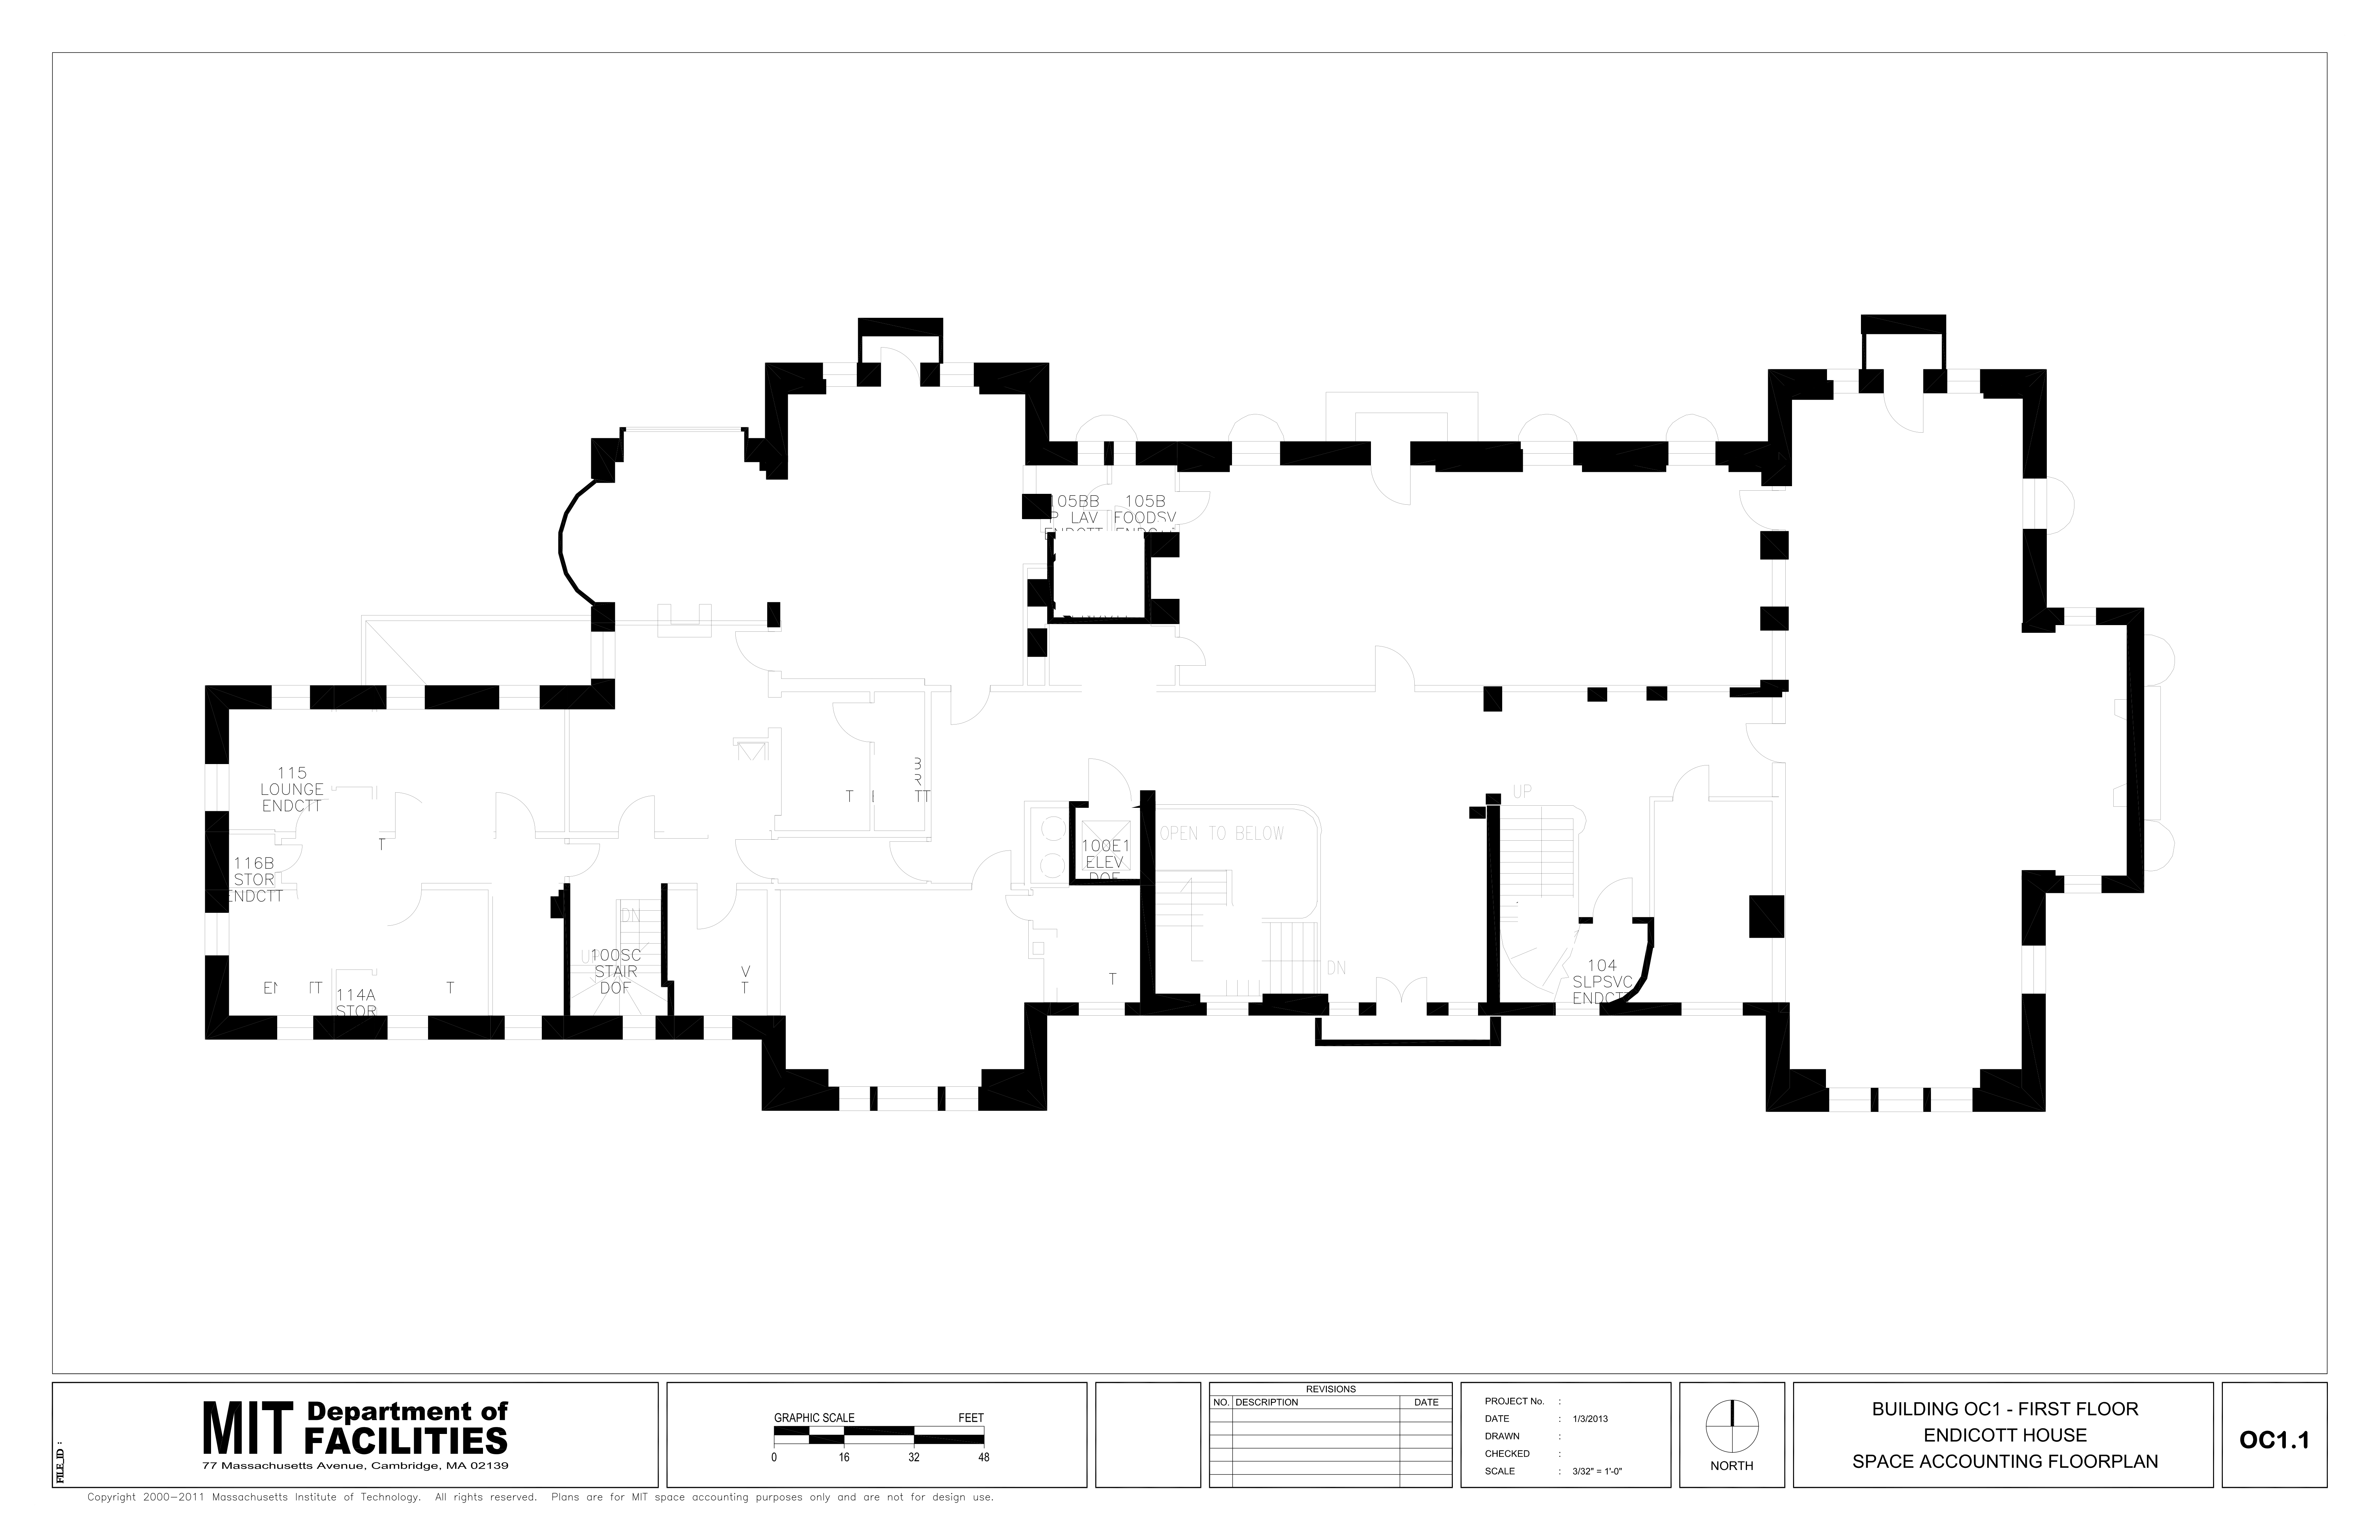 105BB
LAV
105B
FOODSV
115
LOUNGE
ENDCTT
116B
STOR
ENDCTT
114A
STOR
DN
100SC
STAIR
DOF
100E1
ELEV
DOF
OPEN TO BELOW
DN
UP
104
SLPSVC
ENDCTT
FILE_ID :
MIT Department of
FACILITIES
77 Massachusetts Avenue, Cambridge, MA 02139
GRAPHIC SCALE FEET
0 16 32 48
REVISIONS
NO. DESCRIPTION DATE
PROJECT No. :
DATE : 1/3/2013
DRAWN :
CHECKED :
SCALE : 3/32" = 1'-0"
NORTH
BUILDING OC1 - FIRST FLOOR
ENDICOTT HOUSE
SPACE ACCOUNTING FLOORPLAN
OC1.1
Copyright 2000-2011 Massachusetts Institute of Technology. All rights reserved. Plans are for MIT space accounting purposes only and are not for design use.